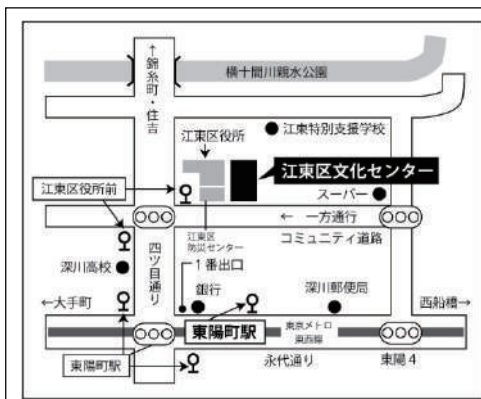 ↑錦糸町・住吉
横十間川親水公園
江東区役所
江東特別支援学校
江東区文化センター
江東区役所前
スーパー
← 一方通行
コミュニティ道路
江東区
防災センター
四ツ目通り
深川高校
1番出口
銀行
深川郵便局
←大手町
西船橋→
東陽町駅
東京メトロ
東西線
東陽町駅
永代通り
東陽4